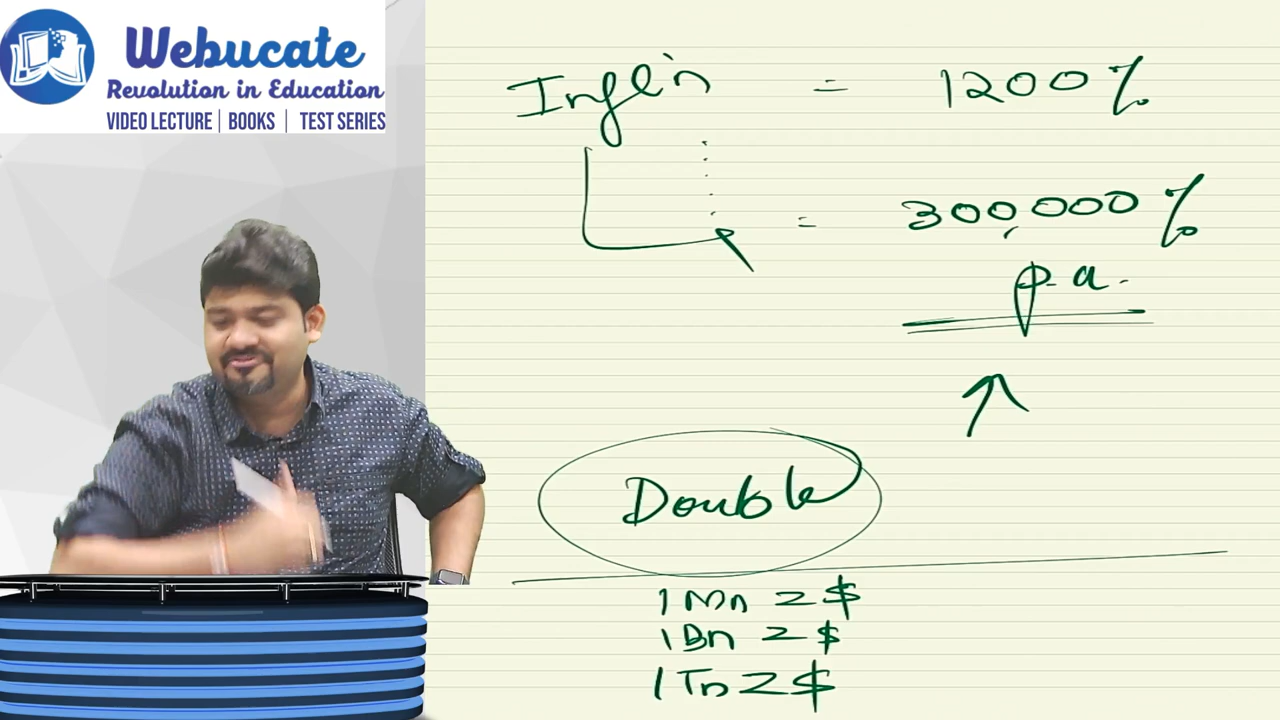 Webucate
Revolution in Education
VIDEO LECTURE | BOOKS | TEST SERIES
Infl'n = 1200%
= 300,000%
p.a.
Double
1 Mn Z $
1 Bn Z $
1 Tn Z $